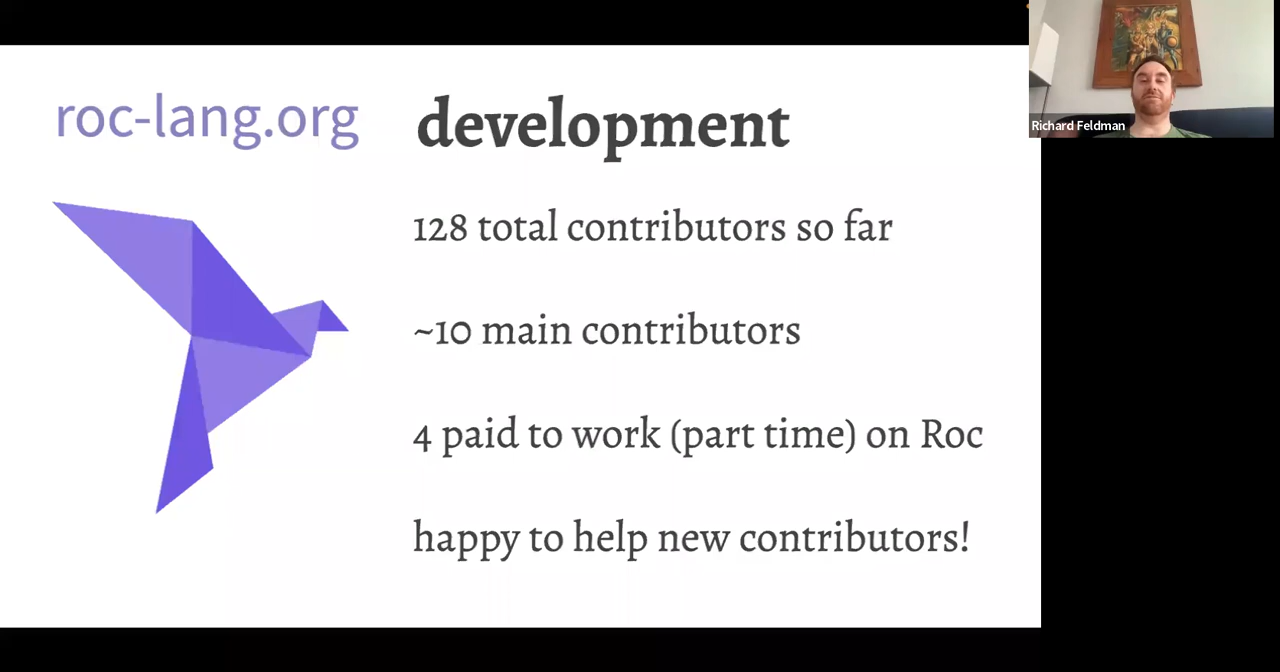 roc-lang.org
development
128 total contributors so far
~10 main contributors
4 paid to work (part time) on Roc
happy to help new contributors!
Richard Feldman